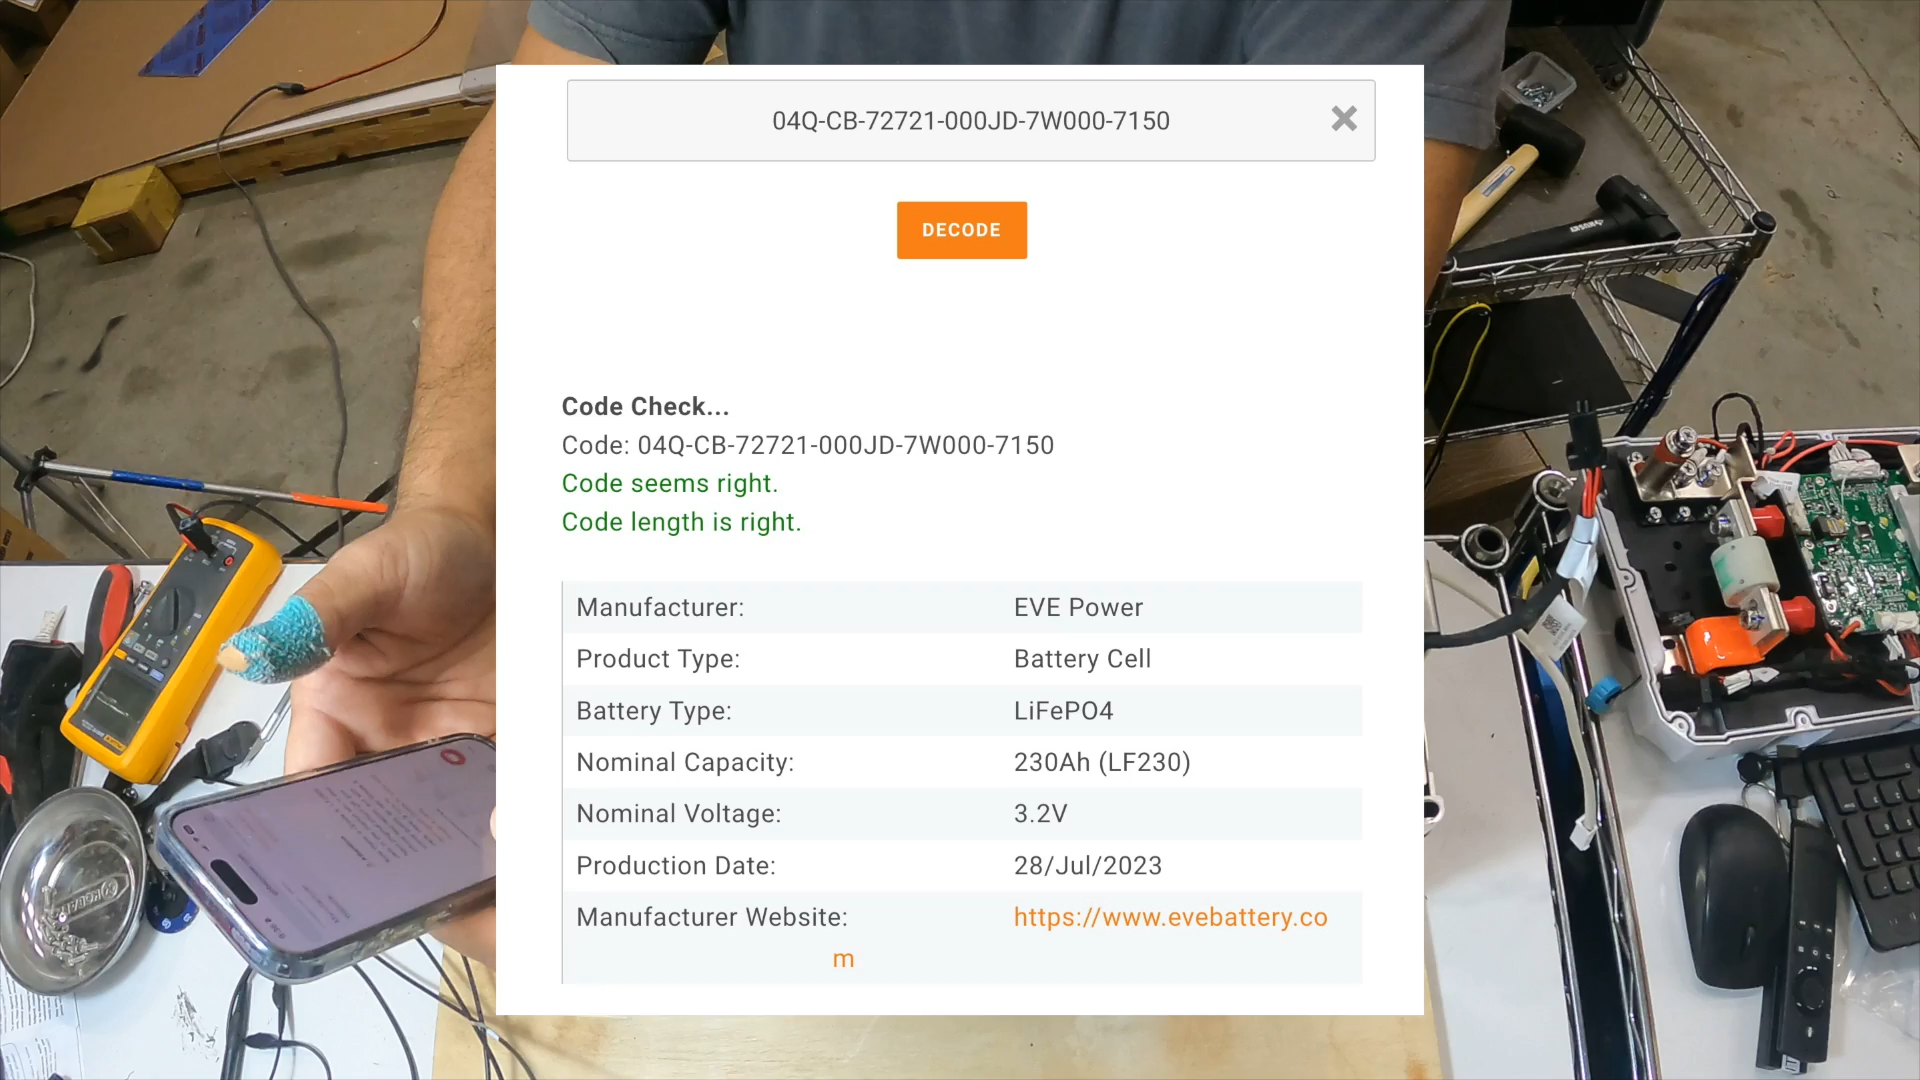 04Q-CB-72721-000JD-7W000-7150
DECODE
Code Check...
Code: 04Q-CB-72721-000JD-7W000-7150
Code seems right.
Code length is right.
Manufacturer: EVE Power
Product Type: Battery Cell
Battery Type: LiFePO4
Nominal Capacity: 230Ah (LF230)
Nominal Voltage: 3.2V
Production Date: 28/Jul/2023
Manufacturer Website: https://www.evebattery.co
m
KOBALT